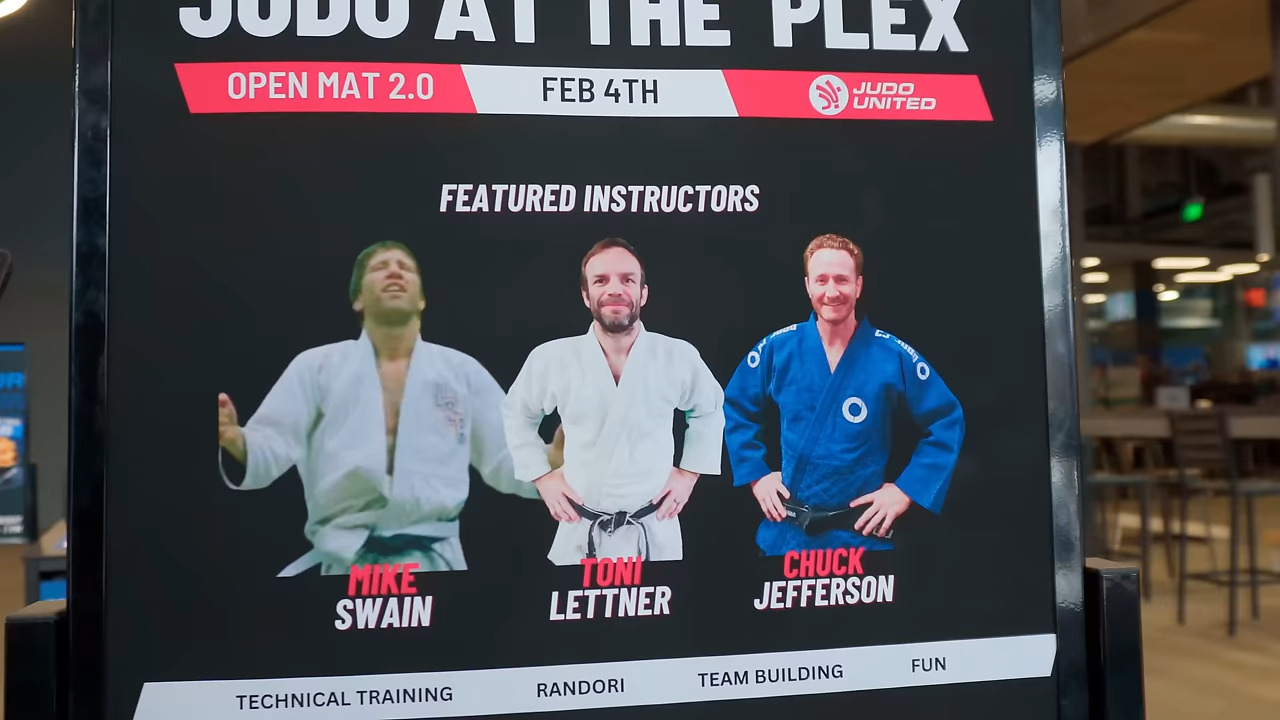 JUDO AT THE PLEX
OPEN MAT 2.0
FEB 4TH
JUDO
UNITED
FEATURED INSTRUCTORS
MIKE
SWAIN
TONI
LETTNER
CHUCK
JEFFERSON
TECHNICAL TRAINING
RANDORI
TEAM BUILDING
FUN